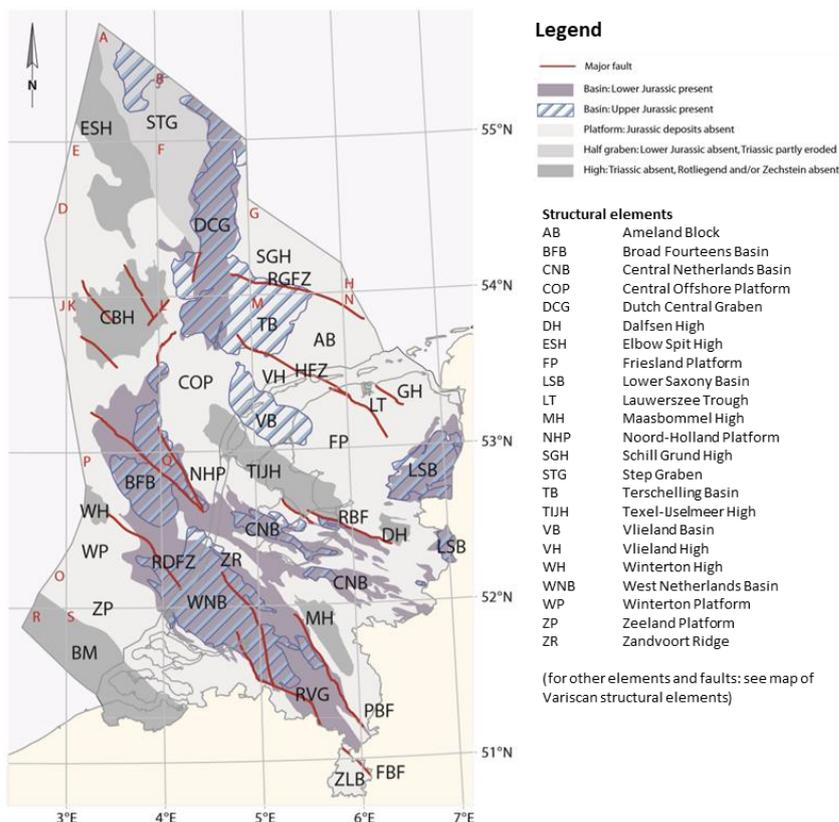 Legend
Major fault
Basin: Lower Jurassic present
Basin: Upper Jurassic present
Platform: Jurassic deposits absent
Half graben: Lower Jurassic absent, Triassic partly eroded
High: Triassic absent, Rotliegend and/or Zechstein absent
Structural elements
AB Ameland Block
BFB Broad Fourteens Basin
CNB Central Netherlands Basin
COP Central Offshore Platform
DCG Dutch Central Graben
DH Dalfsen High
ESH Elbow Spit High
FP Friesland Platform
LSB Lower Saxony Basin
LT Lauwerszee Trough
MH Maasbommel High
NHP Noord-Holland Platform
SGH Schill Grund High
STG Step Graben
TB Terschelling Basin
TIJH Texel-IJselmeer High
VB Vlieland Basin
VH Vlieland High
WH Winterton High
WNB West Netherlands Basin
WP Winterton Platform
ZP Zeeland Platform
ZR Zandvoort Ridge
(for other elements and faults: see map of
Variscan structural elements)
A
N
B
ESH
STG
55°N
E
F
D
G
DCG
SGH
RGFZ
H
54°N
N
J K
L
M
CBH
TB
AB
VH
HFZ
COP
GH
LT
VB
FP
53°N
P
Q
NHP
TIJH
LSB
BFB
WH
RBF
CNB
DH
LSB
WP
RDFZ
ZR
CNB
O
52°N
WNB
ZP
R
S
MH
BM
RVG
PBF
51°N
ZLB
FBF
3°E
4°E
5°E
6°E
7°E